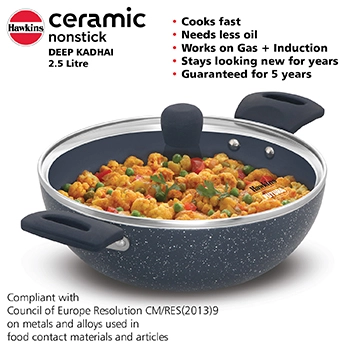 Hawkins
ceramic
nonstick
DEEP KADHAI
2.5 Litre
• Cooks fast
• Needs less oil
• Works on Gas + Induction
• Stays looking new for years
• Guaranteed for 5 years
Hawkins
Compliant with
Council of Europe Resolution CM/RES(2013)9
on metals and alloys used in
food contact materials and articles